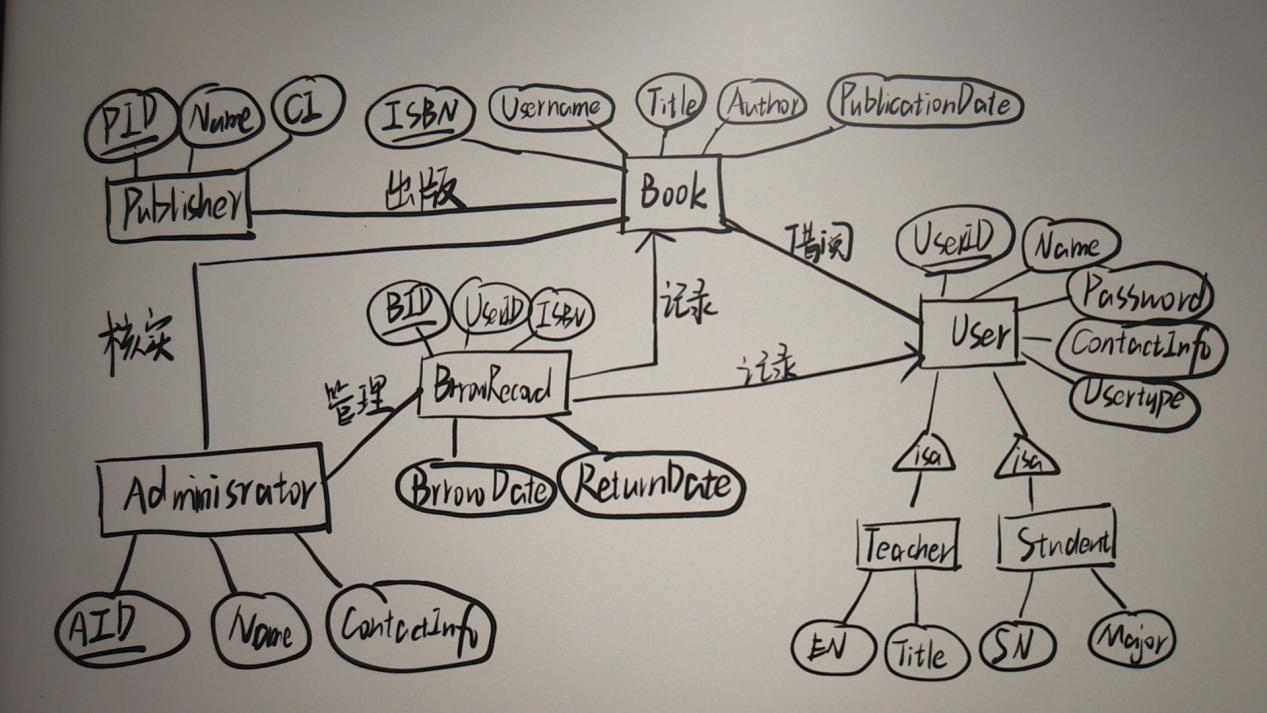 PID
Name
CI
ISBN
Username
Title
Author
PublicationDate
Publisher
出版
Book
借阅
UserID
Name
Password
ContactInfo
Usertype
User
核实
BID
UserID
ISBN
记录
BrrowRecord
管理
记录
BrrowDate
ReturnDate
isa
isa
Adminisrator
Teacher
Student
AID
Name
ContactInfo
EN
Title
SN
Major